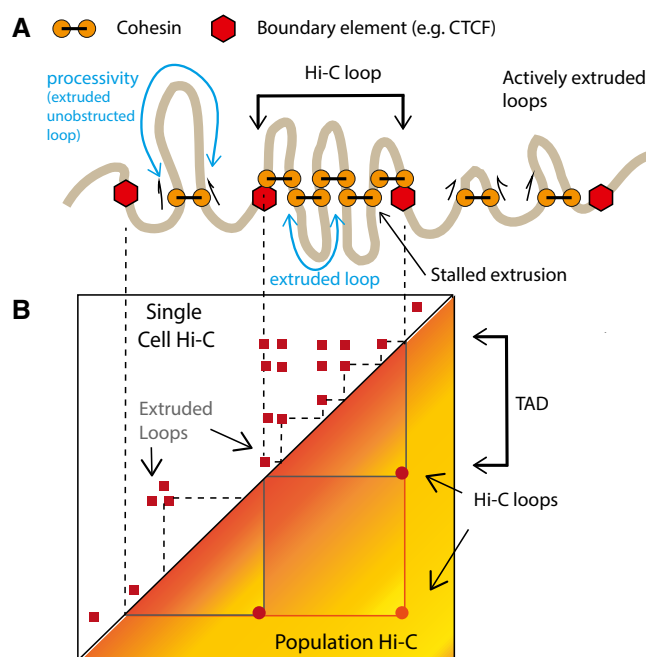 A
Cohesin
Boundary element (e.g. CTCF)
processivity
(extruded
unobstructed
loop)
Hi-C loop
Actively extruded
loops
extruded loop
Stalled extrusion
B
Single
Cell Hi-C
Extruded
Loops
TAD
Hi-C loops
Population Hi-C